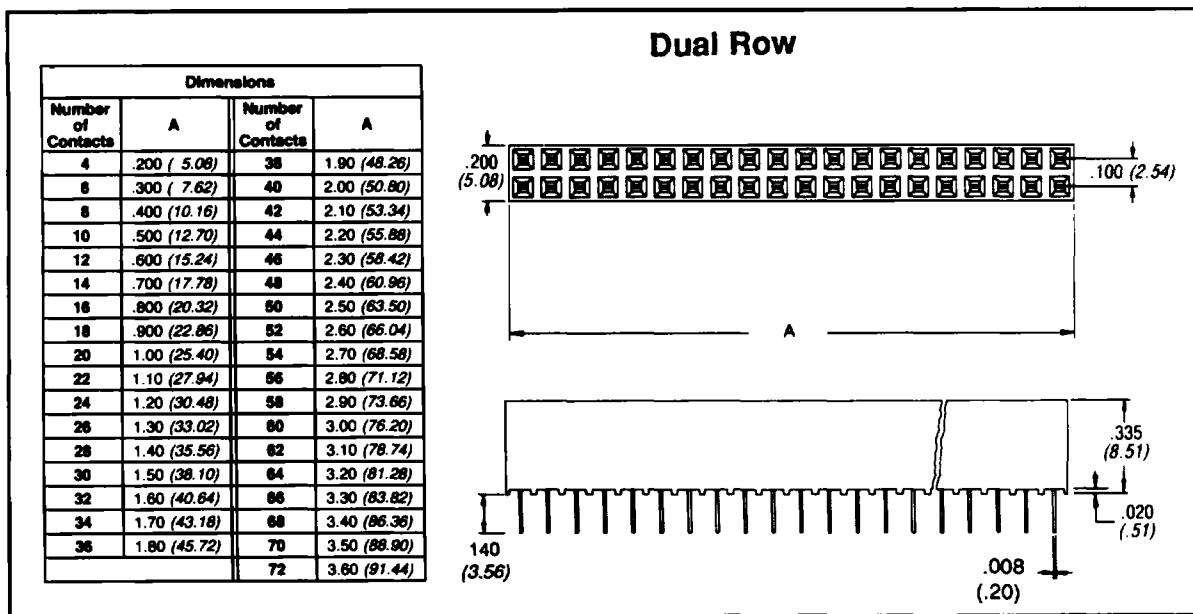 Dual Row
Dimensions
Number of Contacts A Number of Contacts A
4 .200 ( 5.08) 38 1.90 (48.26)
6 .300 ( 7.62) 40 2.00 (50.80)
8 .400 (10.16) 42 2.10 (53.34)
10 .500 (12.70) 44 2.20 (55.88)
12 .600 (15.24) 46 2.30 (58.42)
14 .700 (17.78) 48 2.40 (60.96)
16 .800 (20.32) 50 2.50 (63.50)
18 .900 (22.86) 52 2.60 (66.04)
20 1.00 (25.40) 54 2.70 (68.58)
22 1.10 (27.94) 56 2.80 (71.12)
24 1.20 (30.48) 58 2.90 (73.66)
26 1.30 (33.02) 60 3.00 (76.20)
28 1.40 (35.56) 62 3.10 (78.74)
30 1.50 (38.10) 64 3.20 (81.28)
32 1.60 (40.64) 66 3.30 (83.82)
34 1.70 (43.18) 68 3.40 (86.36)
36 1.80 (45.72) 70 3.50 (88.90)
72 3.60 (91.44)
.200
(5.08)
.100 (2.54)
A
.335
(8.51)
.020
(.51)
140
(3.56)
.008
(.20)